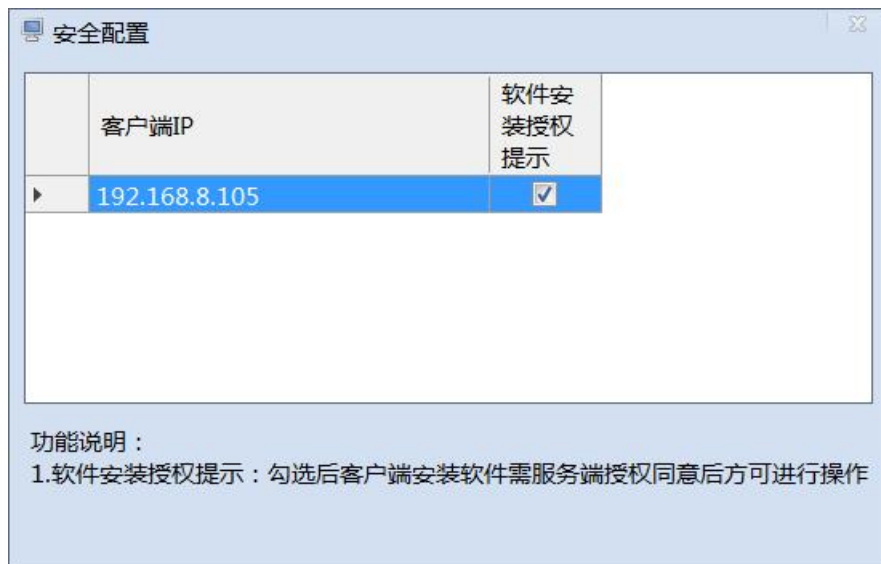 安全配置
客户端IP
软件安
装授权
提示
192.168.8.105
功能说明：
1.软件安装授权提示：勾选后客户端安装软件需服务端授权同意后方可进行操作